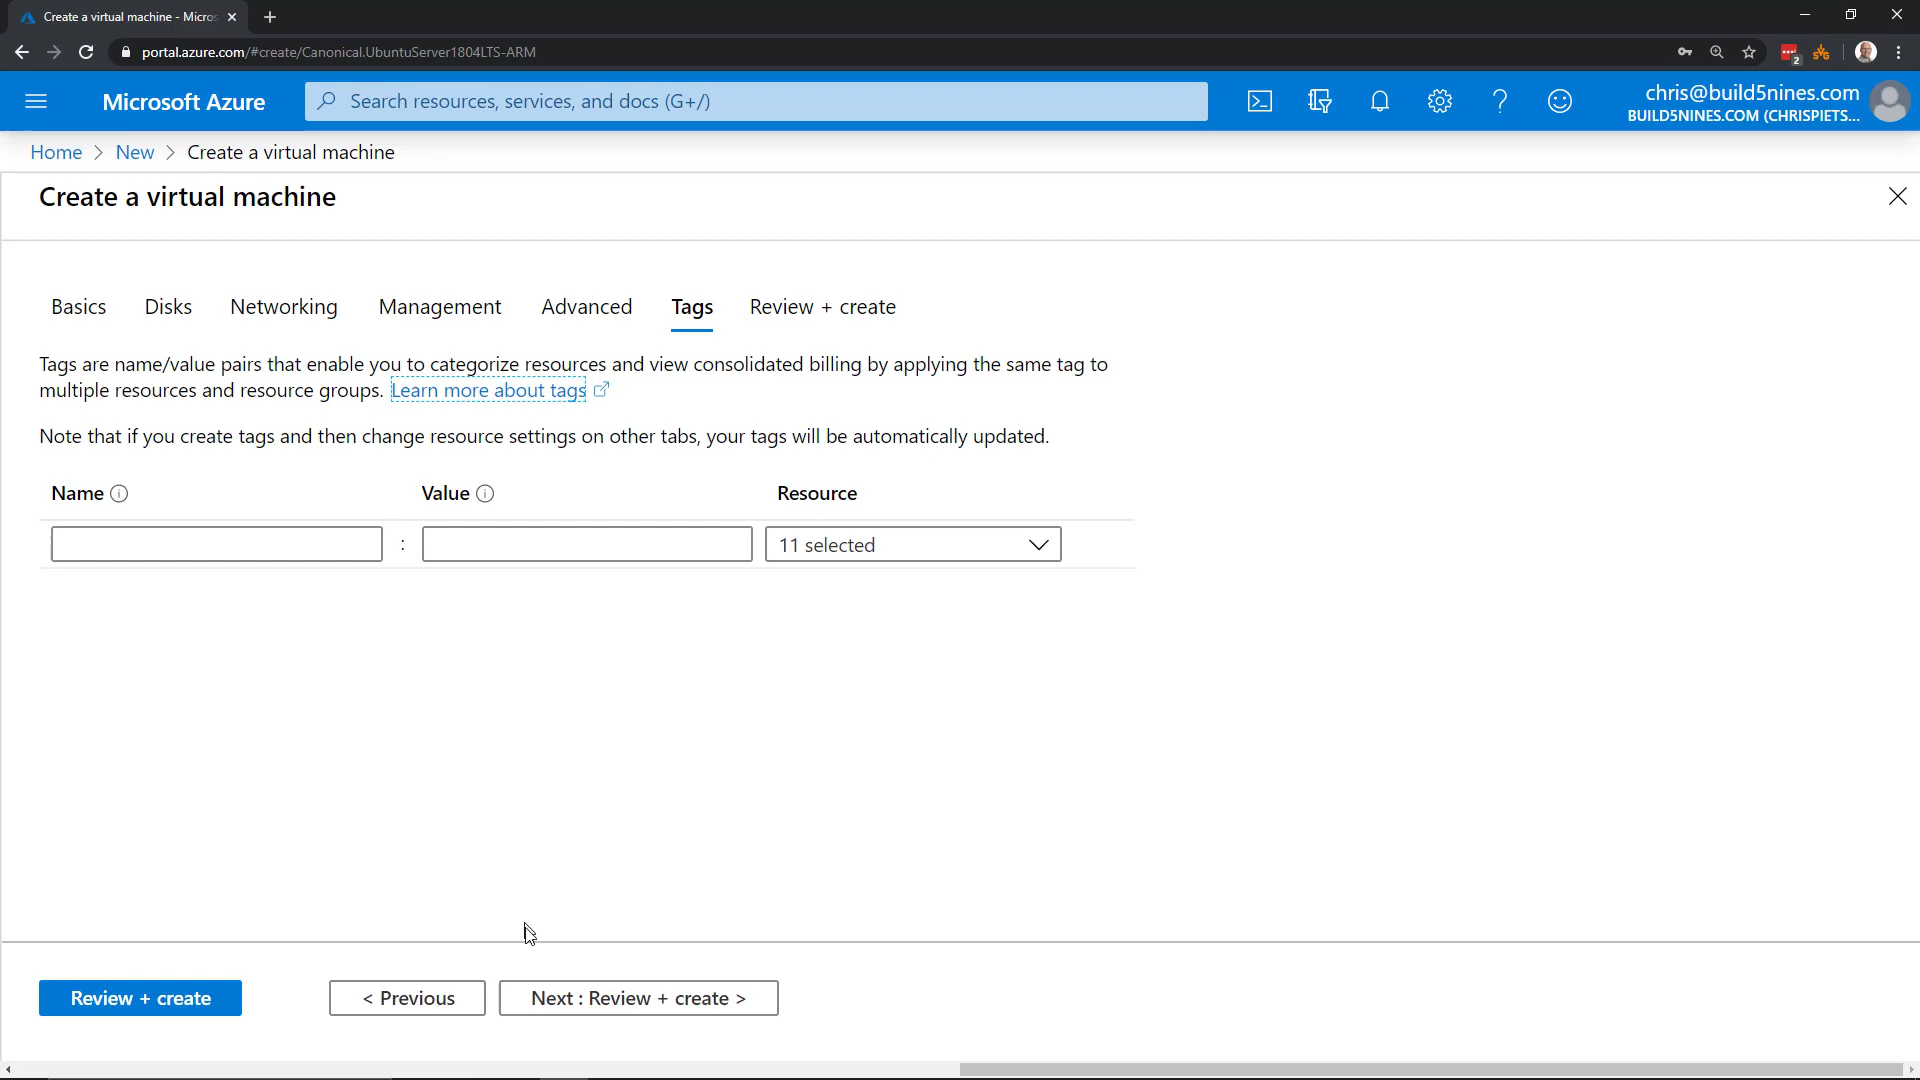 Create a virtual machine - Micros
portal.azure.com/#create/Canonical.UbuntuServer1804LTS-ARM
2
Microsoft Azure
Search resources, services, and docs (G+/)
chris@build5nines.com
BUILD5NINES.COM (CHRISPIETS...
Home > New > Create a virtual machine
Create a virtual machine
Basics Disks Networking Management Advanced Tags Review + create
Tags are name/value pairs that enable you to categorize resources and view consolidated billing by applying the same tag to
multiple resources and resource groups. Learn more about tags
Note that if you create tags and then change resource settings on other tabs, your tags will be automatically updated.
Name Value Resource
: 11 selected
Review + create < Previous Next : Review + create >